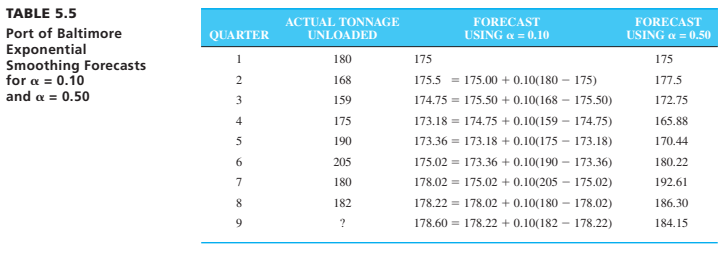 TABLE 5.5
Port of Baltimore
Exponential
Smoothing Forecasts
for α = 0.10
and α = 0.50
QUARTER ACTUAL TONNAGE UNLOADED FORECAST USING α = 0.10 FORECAST USING α = 0.50
1 180 175 175
2 168 175.5 = 175.00 + 0.10(180 − 175) 177.5
3 159 174.75 = 175.50 + 0.10(168 − 175.50) 172.75
4 175 173.18 = 174.75 + 0.10(159 − 174.75) 165.88
5 190 173.36 = 173.18 + 0.10(175 − 173.18) 170.44
6 205 175.02 = 173.36 + 0.10(190 − 173.36) 180.22
7 180 178.02 = 175.02 + 0.10(205 − 175.02) 192.61
8 182 178.22 = 178.02 + 0.10(180 − 178.02) 186.30
9 ? 178.60 = 178.22 + 0.10(182 − 178.22) 184.15